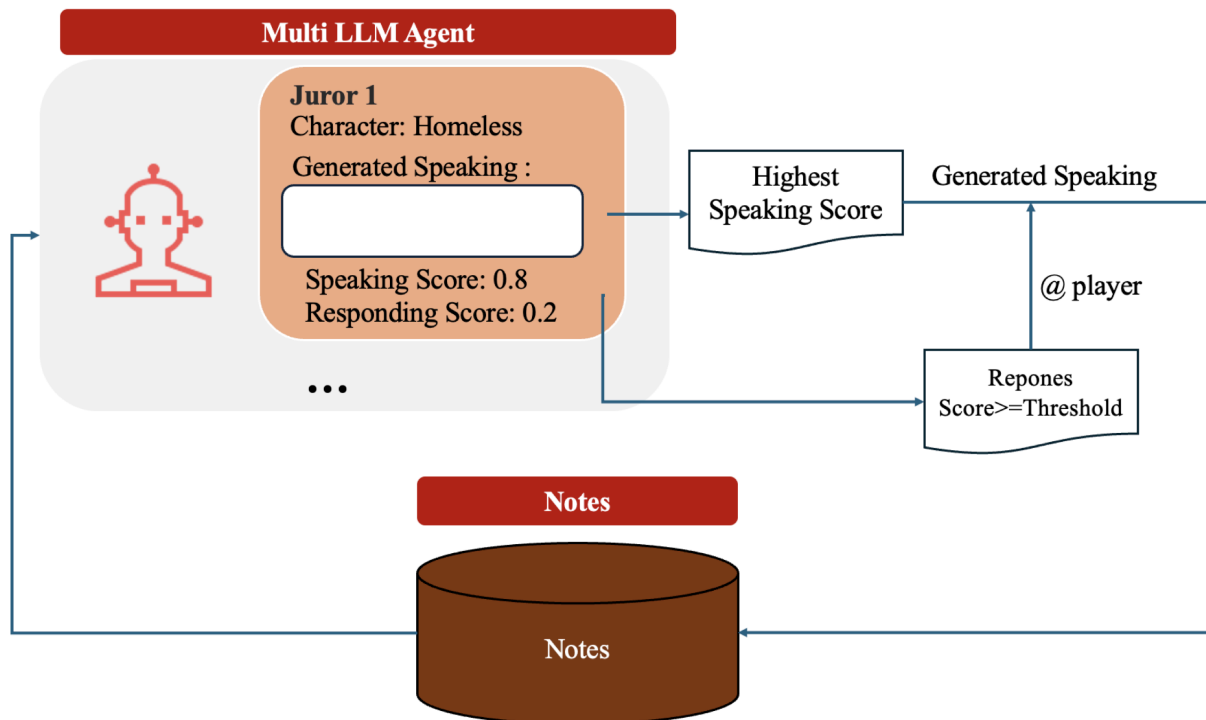 Multi LLM Agent
Juror 1
Character: Homeless
Generated Speaking :
Speaking Score: 0.8
Responding Score: 0.2
...
Highest
Speaking Score
Generated Speaking
@ player
Repones
Score>=Threshold
Notes
Notes